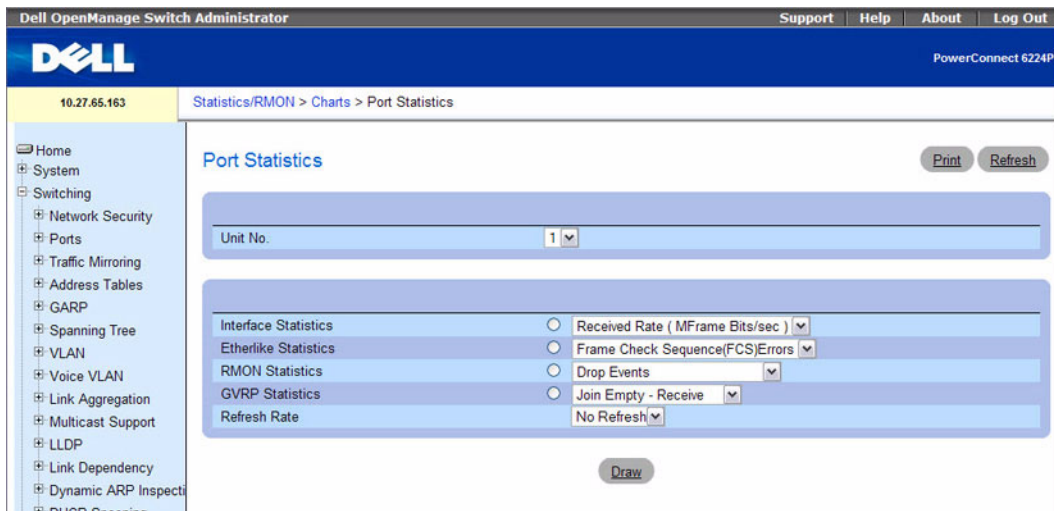 Dell OpenManage Switch Administrator
Support Help About Log Out
DELL
PowerConnect 6224P
10.27.65.163
Statistics/RMON > Charts > Port Statistics
Home
System
Switching
Network Security
Ports
Traffic Mirroring
Address Tables
GARP
Spanning Tree
VLAN
Voice VLAN
Link Aggregation
Multicast Support
LLDP
Link Dependency
Dynamic ARP Inspecti
Port Statistics
Print Refresh
Unit No. 1
Interface Statistics Received Rate ( MFrame Bits/sec )
Etherlike Statistics Frame Check Sequence(FCS)Errors
RMON Statistics Drop Events
GVRP Statistics Join Empty - Receive
Refresh Rate No Refresh
Draw